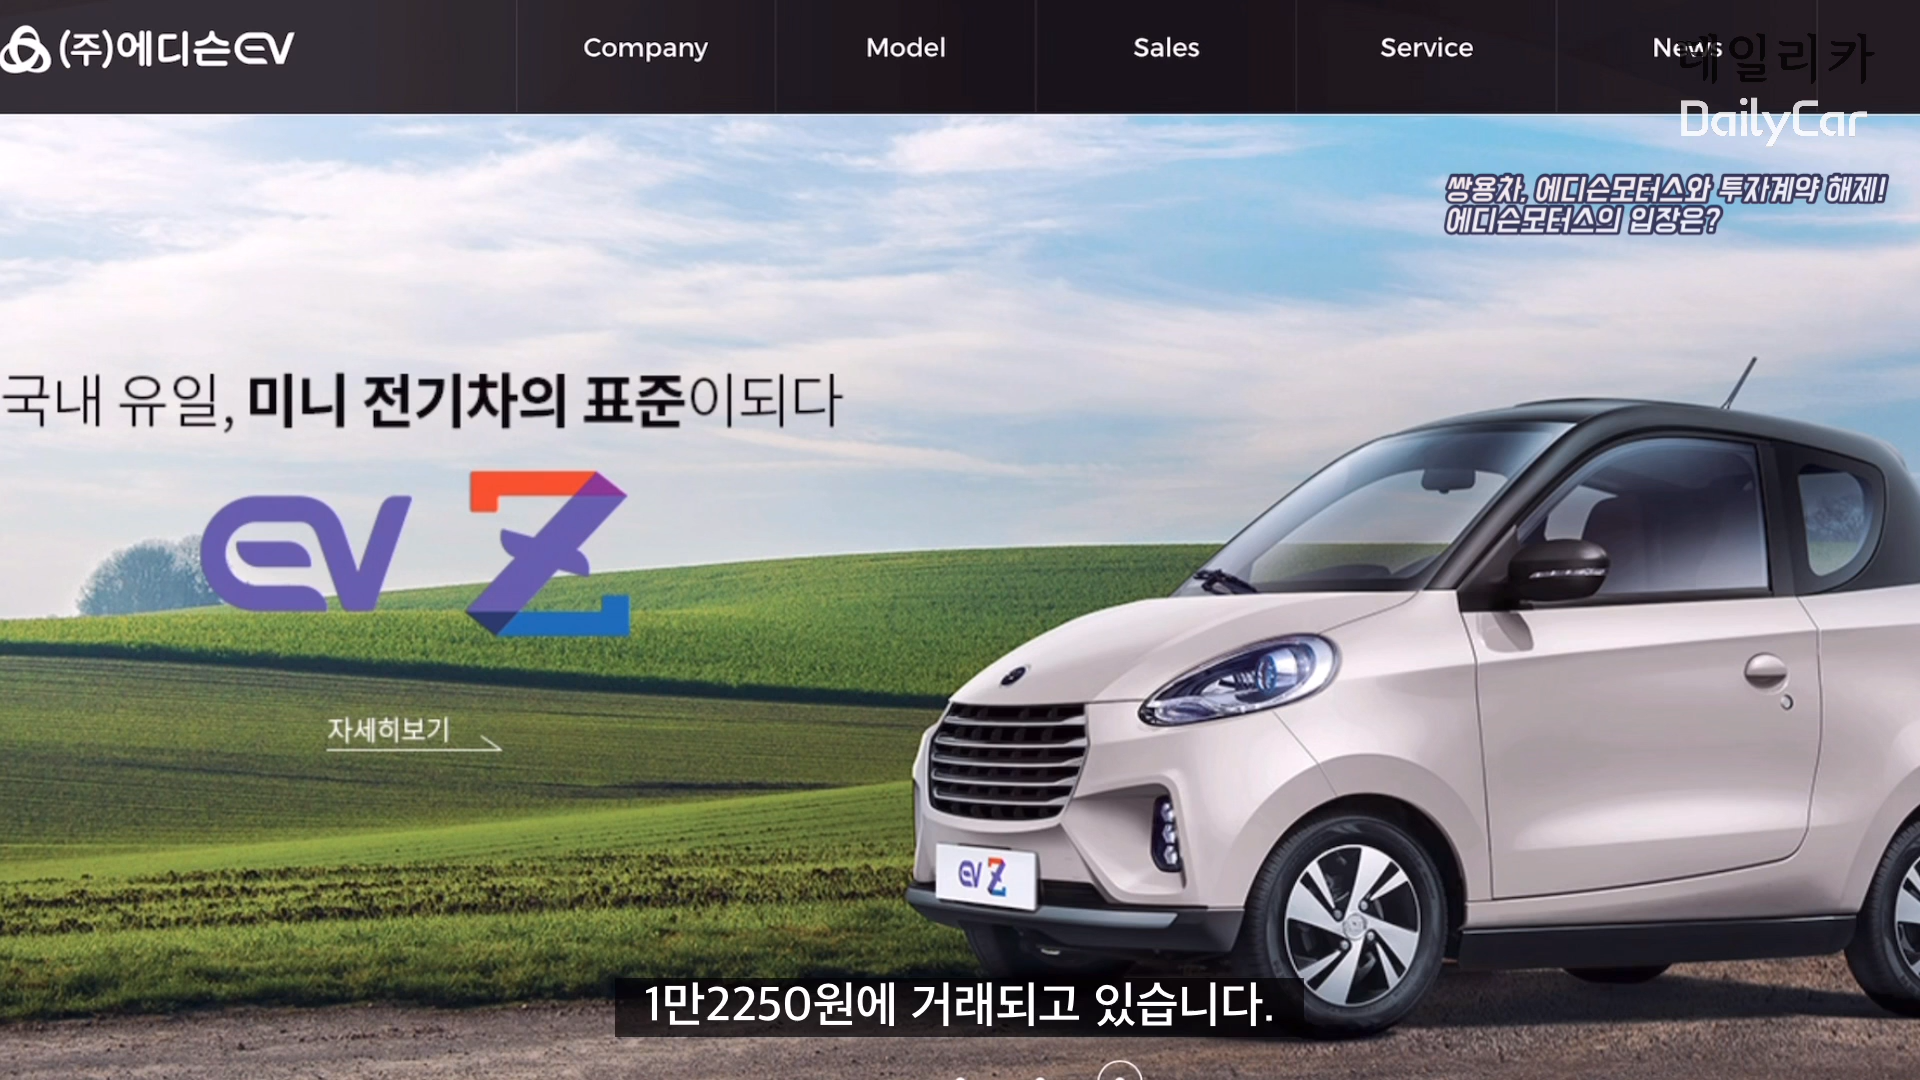 (주)에디슨EV
Company
Model
Sales
Service
News
데일리카
DailyCar
쌍용차, 에디슨모터스와 투자계약 해제!
에디슨모터스의 입장은?
국내 유일, 미니 전기차의 표준이되다
EV Z
자세히보기
EV Z
1만2250원에 거래되고 있습니다.